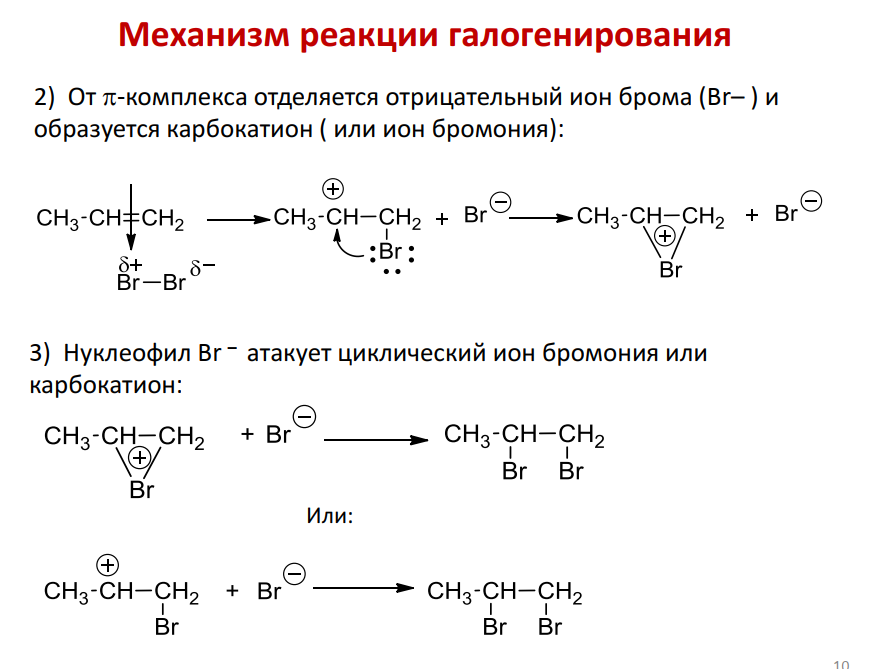 Механизм реакции галогенирования
2) От π-комплекса отделяется отрицательный ион брома (Br– ) и
образуется карбокатион ( или ион бромония):
CH3-CH=CH2 → CH3-CH–CH2 + Br⊖ → CH3-CH–CH2 + Br⊖
⊕ :Br: ⊕
δ+ δ– Br
Br–Br
3) Нуклеофил Br – атакует циклический ион бромония или
карбокатион:
CH3-CH–CH2 + Br⊖ → CH3-CH–CH2
⊕
Br Br Br
Или:
⊕
CH3-CH–CH2 + Br⊖ → CH3-CH–CH2
Br Br Br
10